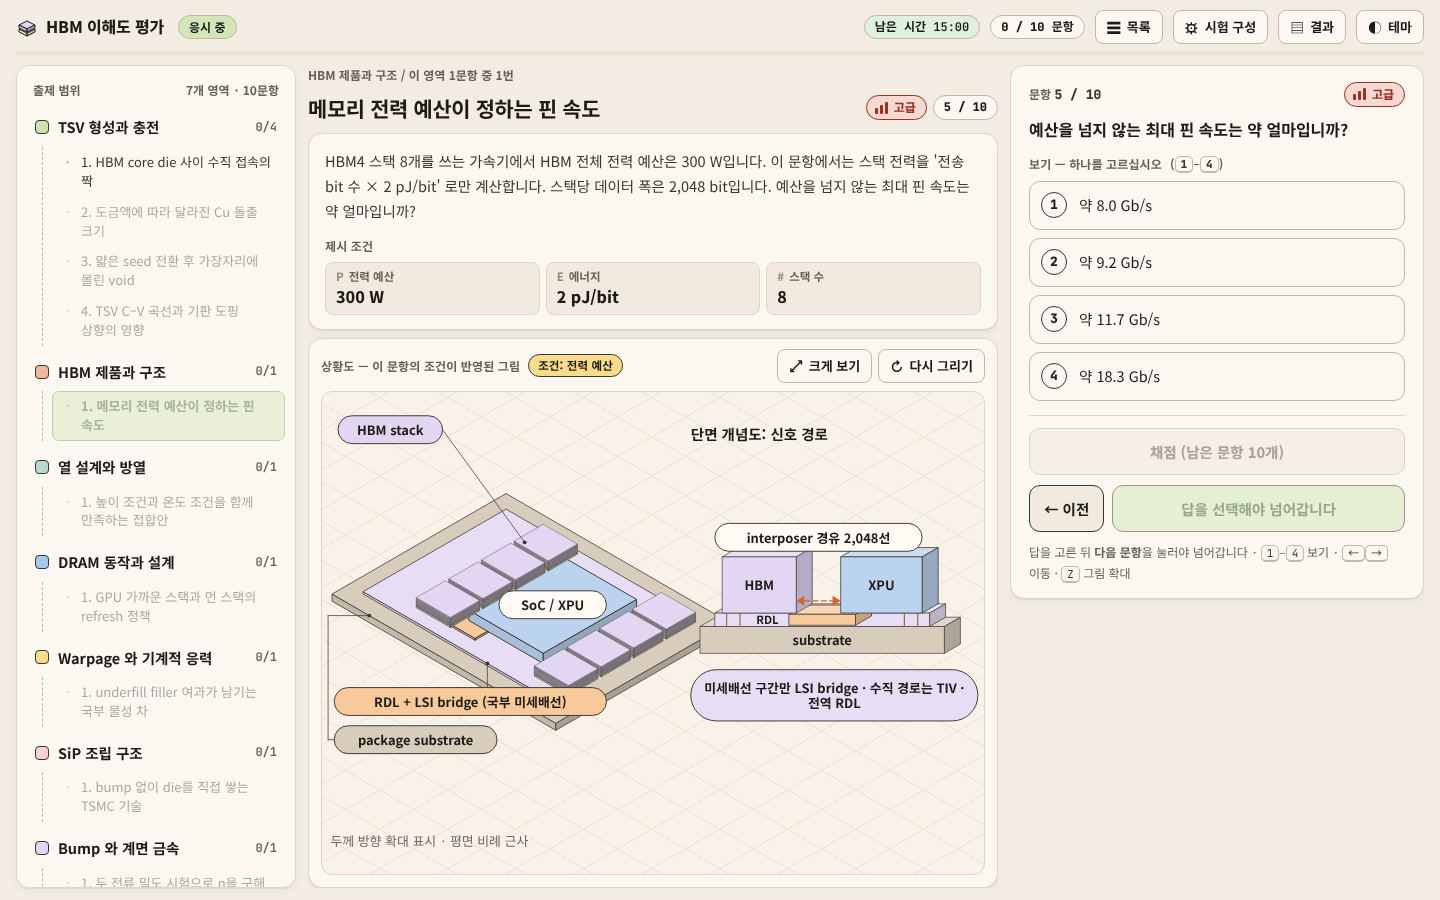 HBM 이해도 평가
응시 중
남은 시간 15:00
0 / 10 문항
목록
시험 구성
결과
테마
출제 범위
7개 영역 · 10문항
TSV 형성과 충전
0/4
1. HBM core die 사이 수직 접속의
짝
2. 도금액에 따라 달라진 Cu 돌출
크기
3. 얇은 seed 전환 후 가장자리에
몰린 void
4. TSV C–V 곡선과 기판 도핑
상향의 영향
HBM 제품과 구조
0/1
1. 메모리 전력 예산이 정하는 핀
속도
열 설계와 방열
0/1
1. 높이 조건과 온도 조건을 함께
만족하는 접합안
DRAM 동작과 설계
0/1
1. GPU 가까운 스택과 먼 스택의
refresh 정책
Warpage 와 기계적 응력
0/1
1. underfill filler 여과가 남기는
국부 물성 차
SiP 조립 구조
0/1
1. bump 없이 die를 직접 쌓는
TSMC 기술
Bump 와 계면 금속
0/1
1. 두 전류 밀도 시험으로 n을 구해
HBM 제품과 구조 / 이 영역 1문항 중 1번
메모리 전력 예산이 정하는 핀 속도
고급
5 / 10
HBM4 스택 8개를 쓰는 가속기에서 HBM 전체 전력 예산은 300 W입니다. 이 문항에서는 스택 전력을 '전송
bit 수 × 2 pJ/bit' 로만 계산합니다. 스택당 데이터 폭은 2,048 bit입니다. 예산을 넘지 않는 최대 핀 속도는
약 얼마입니까?
제시 조건
P 전력 예산
300 W
E 에너지
2 pJ/bit
# 스택 수
8
상황도 — 이 문항의 조건이 반영된 그림
조건: 전력 예산
크게 보기
다시 그리기
HBM stack
단면 개념도: 신호 경로
interposer 경유 2,048선
HBM
XPU
SoC / XPU
RDL
substrate
RDL + LSI bridge (국부 미세배선)
미세배선 구간만 LSI bridge · 수직 경로는 TIV ·
전역 RDL
package substrate
두께 방향 확대 표시 · 평면 비례 근사
문항 5 / 10
고급
예산을 넘지 않는 최대 핀 속도는 약 얼마입니까?
보기 — 하나를 고르십시오 (1–4)
1 약 8.0 Gb/s
2 약 9.2 Gb/s
3 약 11.7 Gb/s
4 약 18.3 Gb/s
채점 (남은 문항 10개)
← 이전
답을 선택해야 넘어갑니다
답을 고른 뒤 다음 문항을 눌러야 넘어갑니다 · 1–4 보기 · ← →
이동 · Z 그림 확대